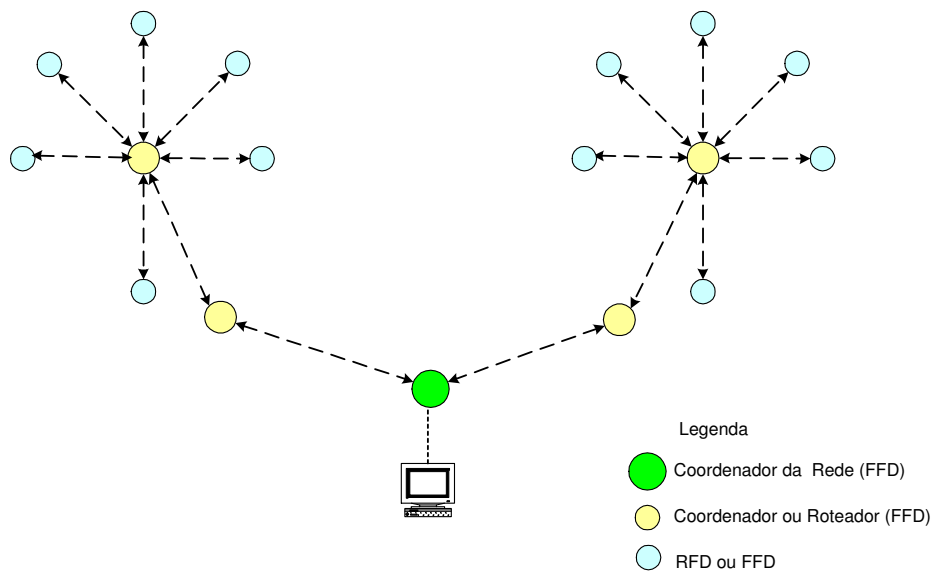 Legenda
Coordenador da Rede (FFD)
Coordenador ou Roteador (FFD)
RFD ou FFD